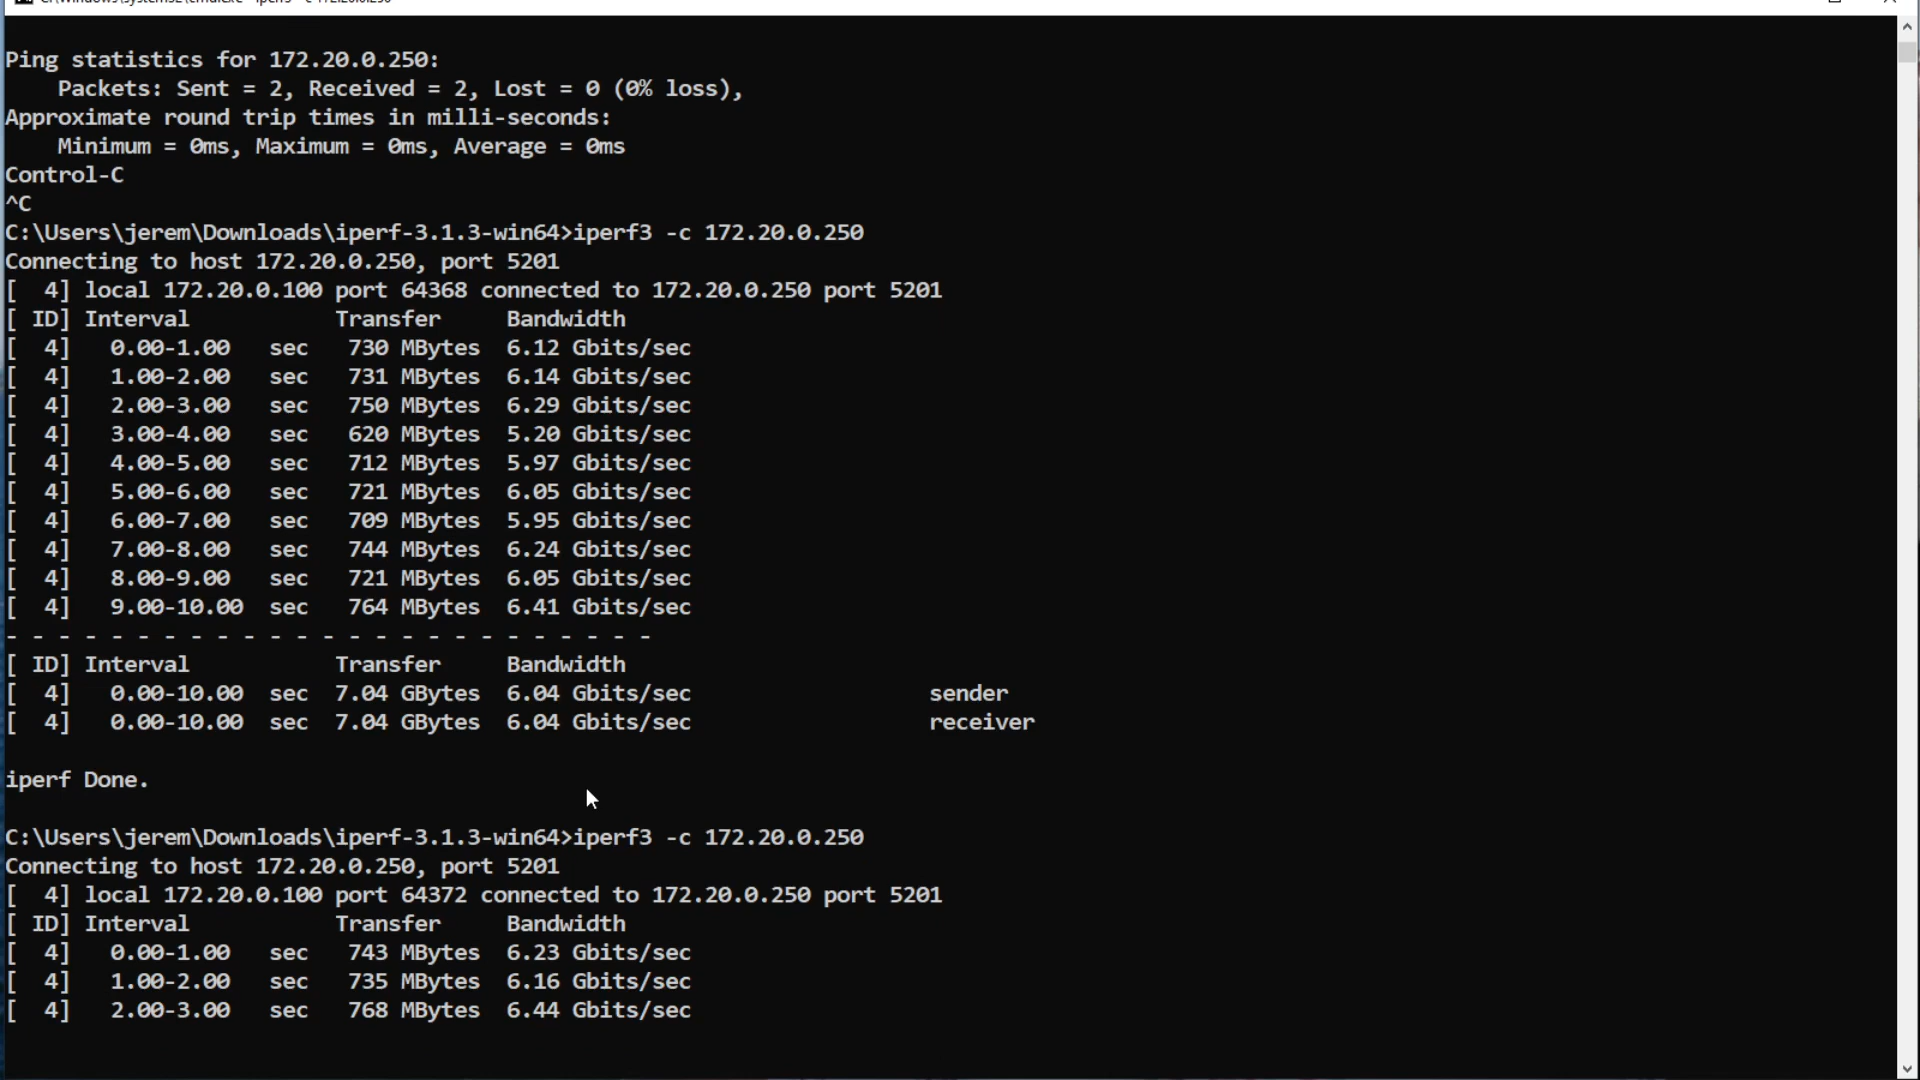 Ping statistics for 172.20.0.250:
    Packets: Sent = 2, Received = 2, Lost = 0 (0% loss),
Approximate round trip times in milli-seconds:
    Minimum = 0ms, Maximum = 0ms, Average = 0ms
Control-C
^C
C:\Users\jerem\Downloads\iperf-3.1.3-win64>iperf3 -c 172.20.0.250
Connecting to host 172.20.0.250, port 5201
[  4] local 172.20.0.100 port 64368 connected to 172.20.0.250 port 5201
[ ID] Interval           Transfer     Bandwidth
[  4]   0.00-1.00   sec   730 MBytes  6.12 Gbits/sec
[  4]   1.00-2.00   sec   731 MBytes  6.14 Gbits/sec
[  4]   2.00-3.00   sec   750 MBytes  6.29 Gbits/sec
[  4]   3.00-4.00   sec   620 MBytes  5.20 Gbits/sec
[  4]   4.00-5.00   sec   712 MBytes  5.97 Gbits/sec
[  4]   5.00-6.00   sec   721 MBytes  6.05 Gbits/sec
[  4]   6.00-7.00   sec   709 MBytes  5.95 Gbits/sec
[  4]   7.00-8.00   sec   744 MBytes  6.24 Gbits/sec
[  4]   8.00-9.00   sec   721 MBytes  6.05 Gbits/sec
[  4]   9.00-10.00  sec   764 MBytes  6.41 Gbits/sec
- - - - - - - - - - - - - - - - - - - - - - - - -
[ ID] Interval           Transfer     Bandwidth
[  4]   0.00-10.00  sec  7.04 GBytes  6.04 Gbits/sec                  sender
[  4]   0.00-10.00  sec  7.04 GBytes  6.04 Gbits/sec                  receiver
iperf Done.
C:\Users\jerem\Downloads\iperf-3.1.3-win64>iperf3 -c 172.20.0.250
Connecting to host 172.20.0.250, port 5201
[  4] local 172.20.0.100 port 64372 connected to 172.20.0.250 port 5201
[ ID] Interval           Transfer     Bandwidth
[  4]   0.00-1.00   sec   743 MBytes  6.23 Gbits/sec
[  4]   1.00-2.00   sec   735 MBytes  6.16 Gbits/sec
[  4]   2.00-3.00   sec   768 MBytes  6.44 Gbits/sec